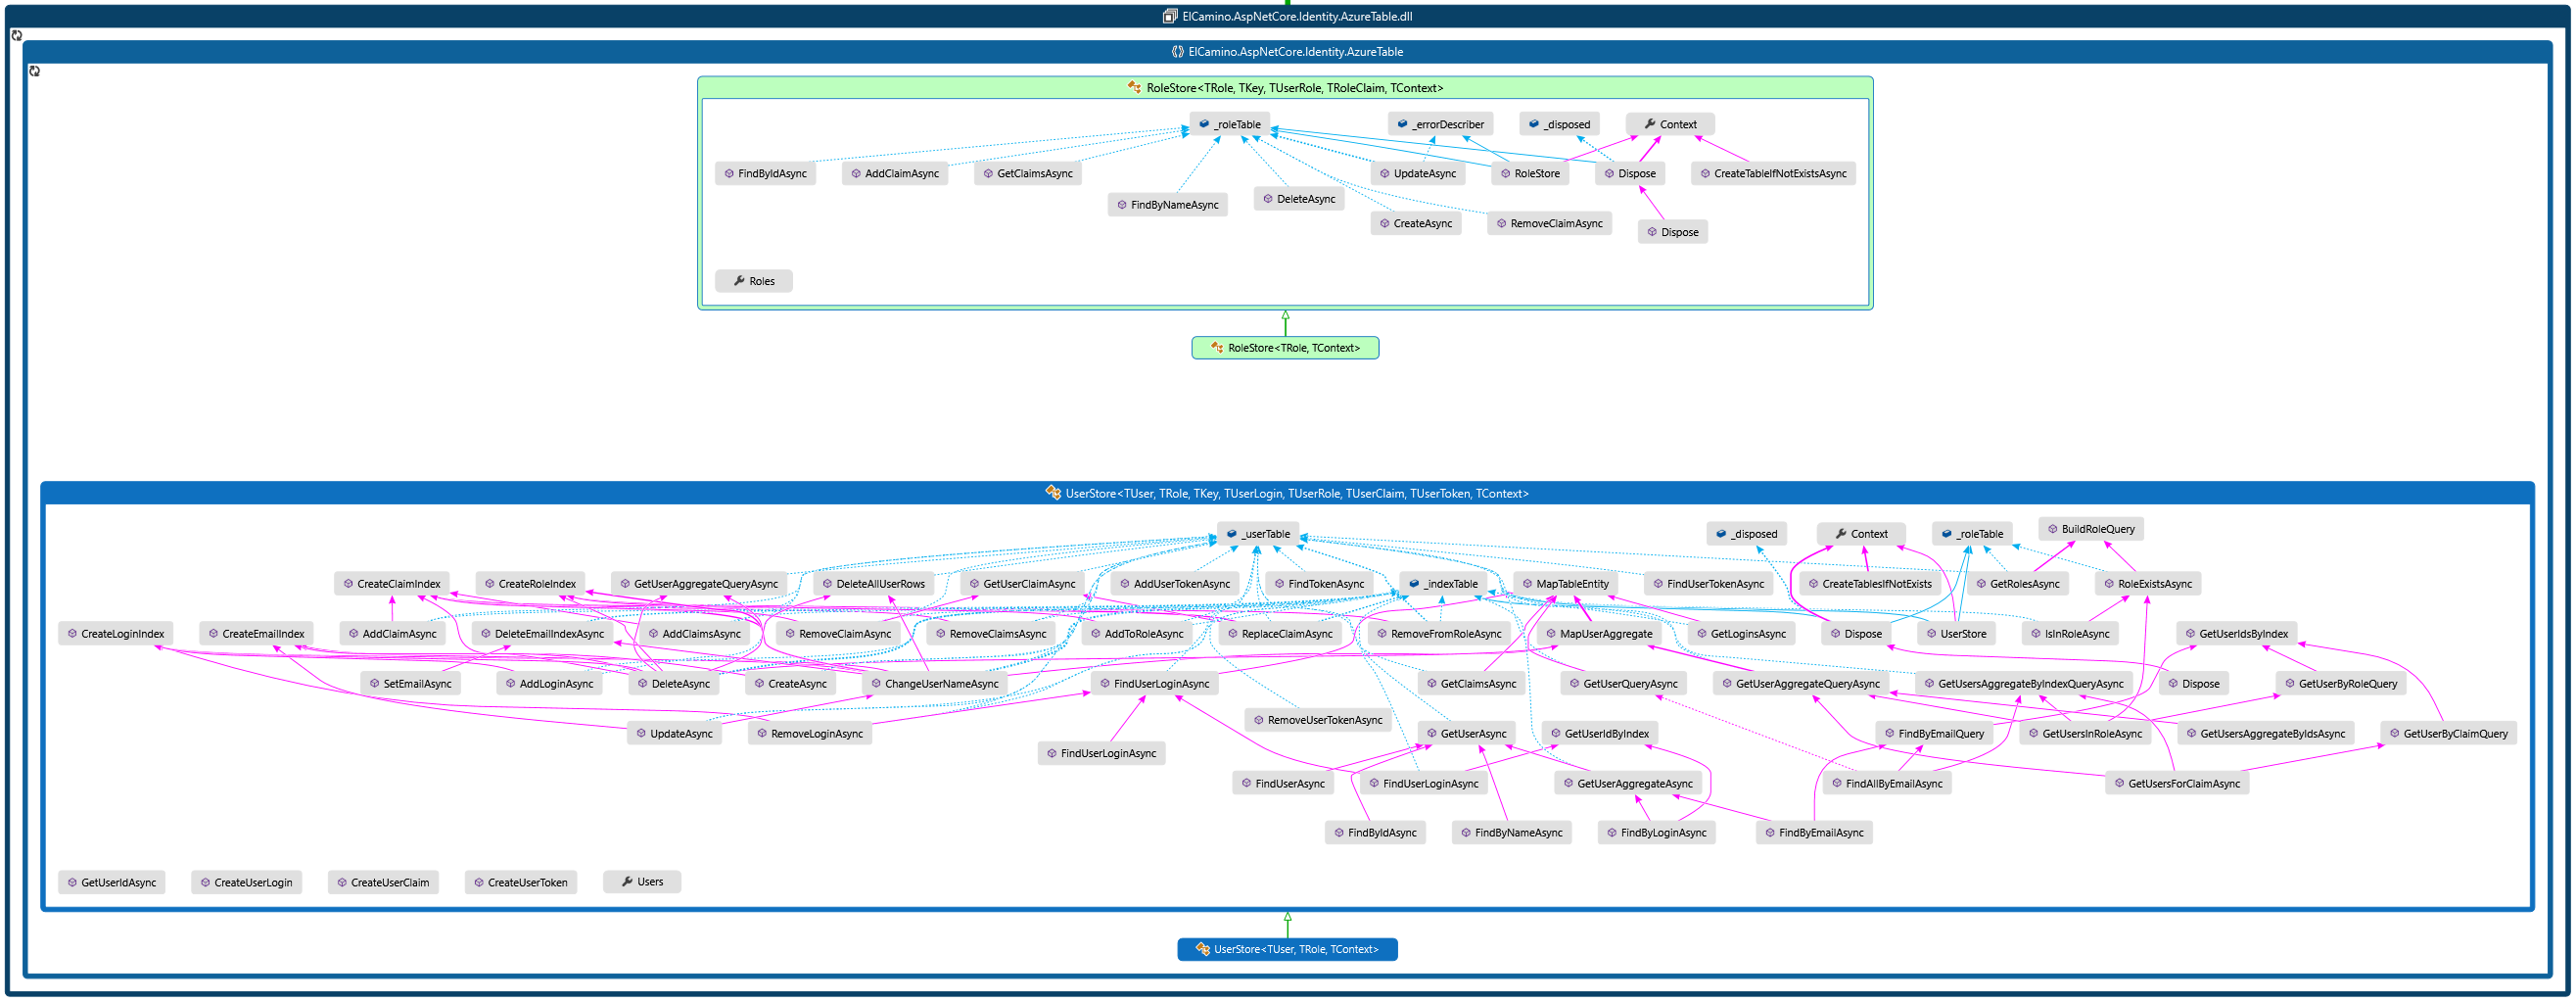 ElCamino.AspNetCore.Identity.AzureTable.dll
ElCamino.AspNetCore.Identity.AzureTable
RoleStore<TRole, TKey, TUserRole, TRoleClaim, TContext>
_roleTable
_errorDescriber
_disposed
Context
FindByIdAsync
AddClaimAsync
GetClaimsAsync
UpdateAsync
RoleStore
Dispose
CreateTableIfNotExistsAsync
FindByNameAsync
DeleteAsync
CreateAsync
RemoveClaimAsync
Dispose
Roles
RoleStore<TRole, TContext>
UserStore<TUser, TRole, TKey, TUserLogin, TUserRole, TUserClaim, TUserToken, TContext>
_userTable
_disposed
Context
_roleTable
BuildRoleQuery
CreateClaimIndex
CreateRoleIndex
GetUserAggregateQueryAsync
DeleteAllUserRows
GetUserClaimAsync
AddUserTokenAsync
FindTokenAsync
_indexTable
MapTableEntity
FindUserTokenAsync
CreateTablesIfNotExists
GetRolesAsync
RoleExistsAsync
CreateLoginIndex
CreateEmailIndex
AddClaimAsync
DeleteEmailIndexAsync
AddClaimsAsync
RemoveClaimAsync
RemoveClaimsAsync
AddToRoleAsync
ReplaceClaimAsync
RemoveFromRoleAsync
MapUserAggregate
GetLoginsAsync
Dispose
UserStore
IsInRoleAsync
GetUserIdsByIndex
SetEmailAsync
AddLoginAsync
DeleteAsync
CreateAsync
ChangeUserNameAsync
FindUserLoginAsync
GetClaimsAsync
GetUserQueryAsync
GetUserAggregateQueryAsync
GetUsersAggregateByIndexQueryAsync
Dispose
GetUserByRoleQuery
UpdateAsync
RemoveLoginAsync
RemoveUserTokenAsync
GetUserAsync
GetUserIdByIndex
FindByEmailQuery
GetUsersInRoleAsync
GetUsersAggregateByIdsAsync
GetUserByClaimQuery
FindUserLoginAsync
FindUserAsync
FindUserLoginAsync
GetUserAggregateAsync
FindAllByEmailAsync
GetUsersForClaimAsync
FindByIdAsync
FindByNameAsync
FindByLoginAsync
FindByEmailAsync
GetUserIdAsync
CreateUserLogin
CreateUserClaim
CreateUserToken
Users
UserStore<TUser, TRole, TContext>